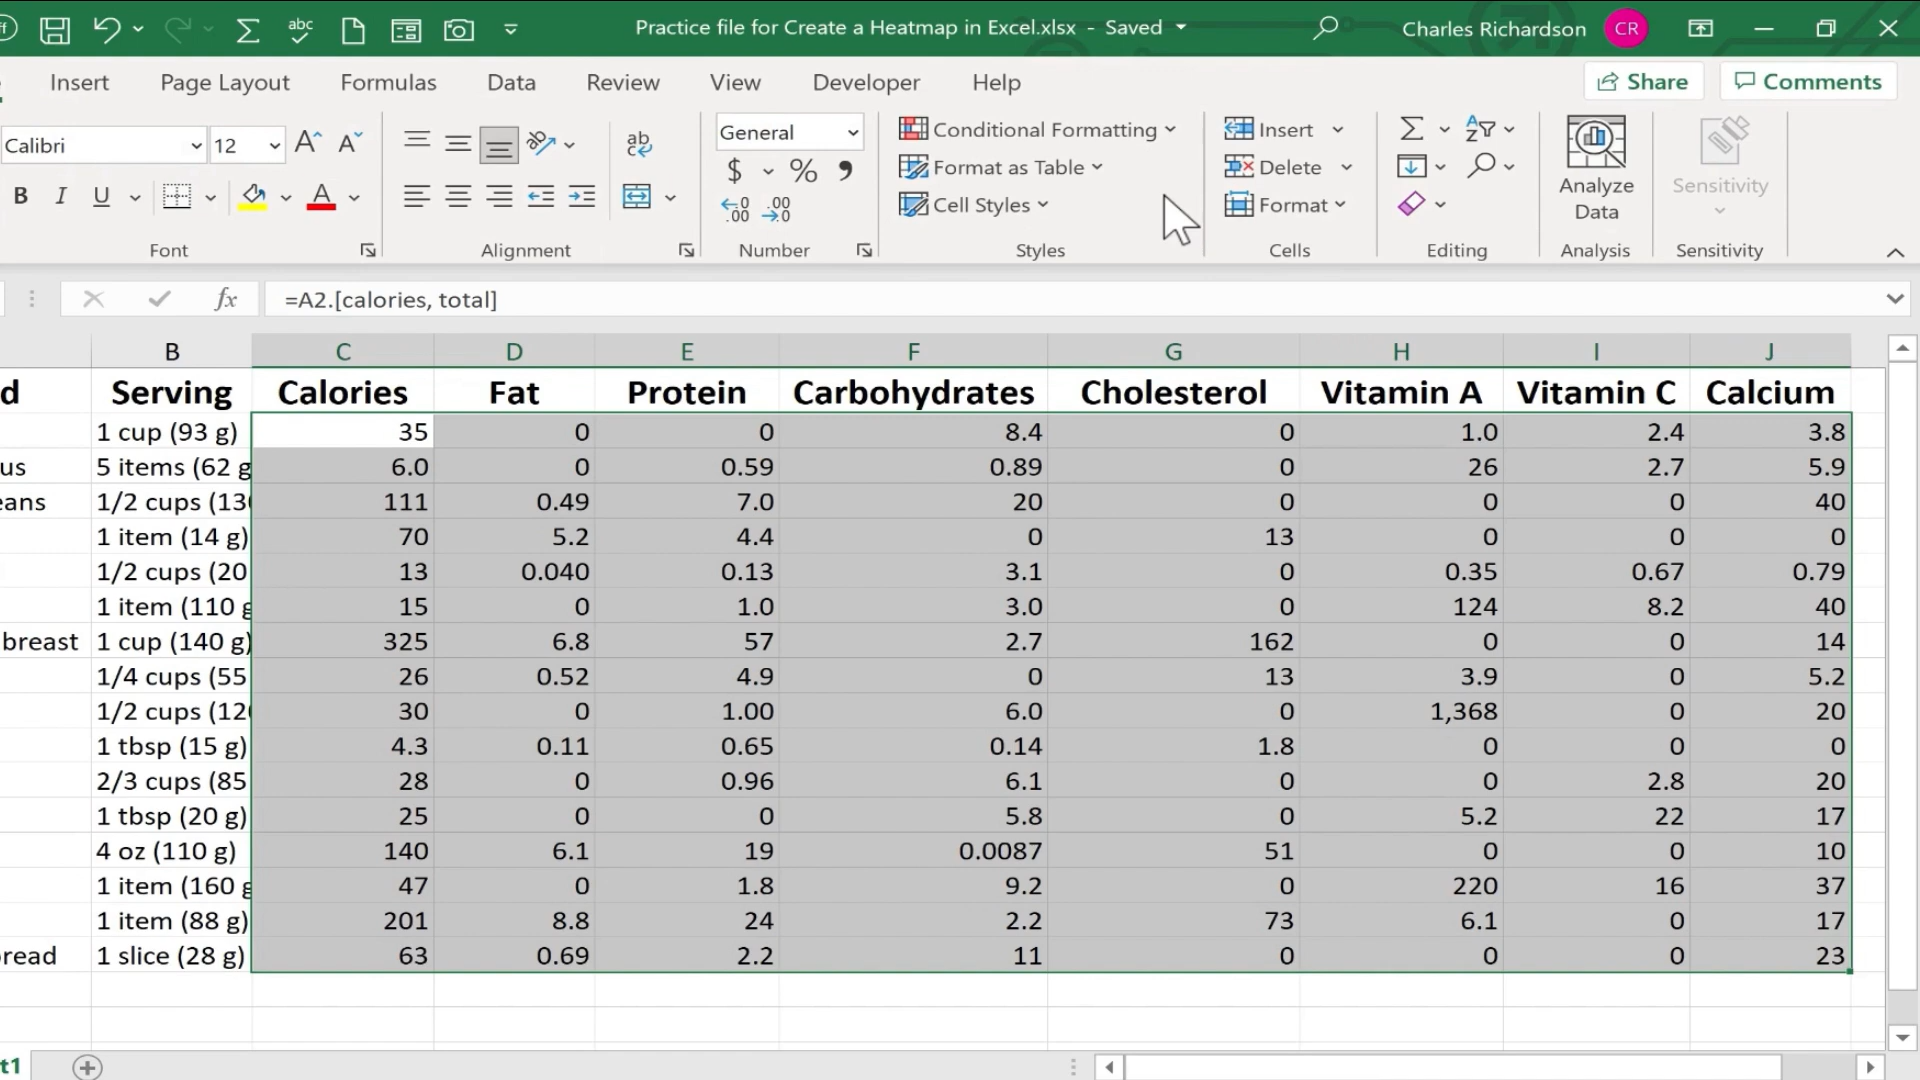 ff abc Practice file for Create a Heatmap in Excel.xlsx - Saved Charles Richardson CR
Insert Page Layout Formulas Data Review View Developer Help Share Comments
Calibri 12 A A ab General Conditional Formatting Insert
B I U A $ % , Format as Table Delete Analyze Data Sensitivity
.00 .0 Cell Styles Format
Font Alignment Number Styles Cells Editing Analysis Sensitivity
fx =A2.[calories, total]
B C D E F G H I J
d Serving Calories Fat Protein Carbohydrates Cholesterol Vitamin A Vitamin C Calcium
1 cup (93 g) 35 0 0 8.4 0 1.0 2.4 3.8
us 5 items (62 g 6.0 0 0.59 0.89 0 26 2.7 5.9
eans 1/2 cups (130 111 0.49 7.0 20 0 0 0 40
1 item (14 g) 70 5.2 4.4 0 13 0 0 0
1/2 cups (20 13 0.040 0.13 3.1 0 0.35 0.67 0.79
1 item (110 g 15 0 1.0 3.0 0 124 8.2 40
breast 1 cup (140 g) 325 6.8 57 2.7 162 0 0 14
1/4 cups (55 26 0.52 4.9 0 13 3.9 0 5.2
1/2 cups (120 30 0 1.00 6.0 0 1,368 0 20
1 tbsp (15 g) 4.3 0.11 0.65 0.14 1.8 0 0 0
2/3 cups (85 28 0 0.96 6.1 0 0 2.8 20
1 tbsp (20 g) 25 0 0 5.8 0 5.2 22 17
4 oz (110 g) 140 6.1 19 0.0087 51 0 0 10
1 item (160 g 47 0 1.8 9.2 0 220 16 37
1 item (88 g) 201 8.8 24 2.2 73 6.1 0 17
read 1 slice (28 g) 63 0.69 2.2 11 0 0 0 23
t1